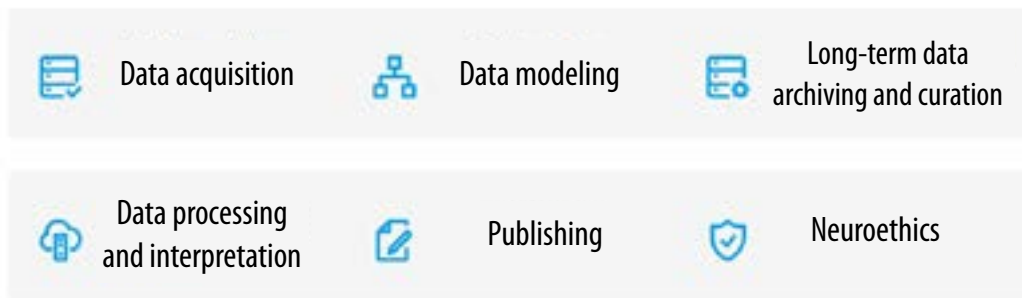 Data acquisition
Data modeling
Long-term data
archiving and curation
Data processing
and interpretation
Publishing
Neuroethics